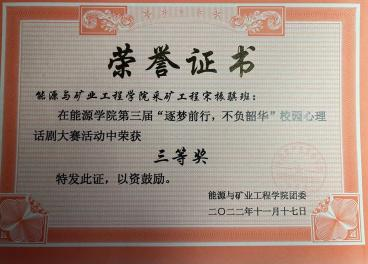 荣誉证书
能源与矿业工程学院采矿工程宋振骐班：
在能源学院第三届“逐梦前行，不负韶华”校园心理
话剧大赛活动中荣获
三等奖
特发此证，以资鼓励。
能源与矿业工程学院团委
二〇二二年十一月十七日